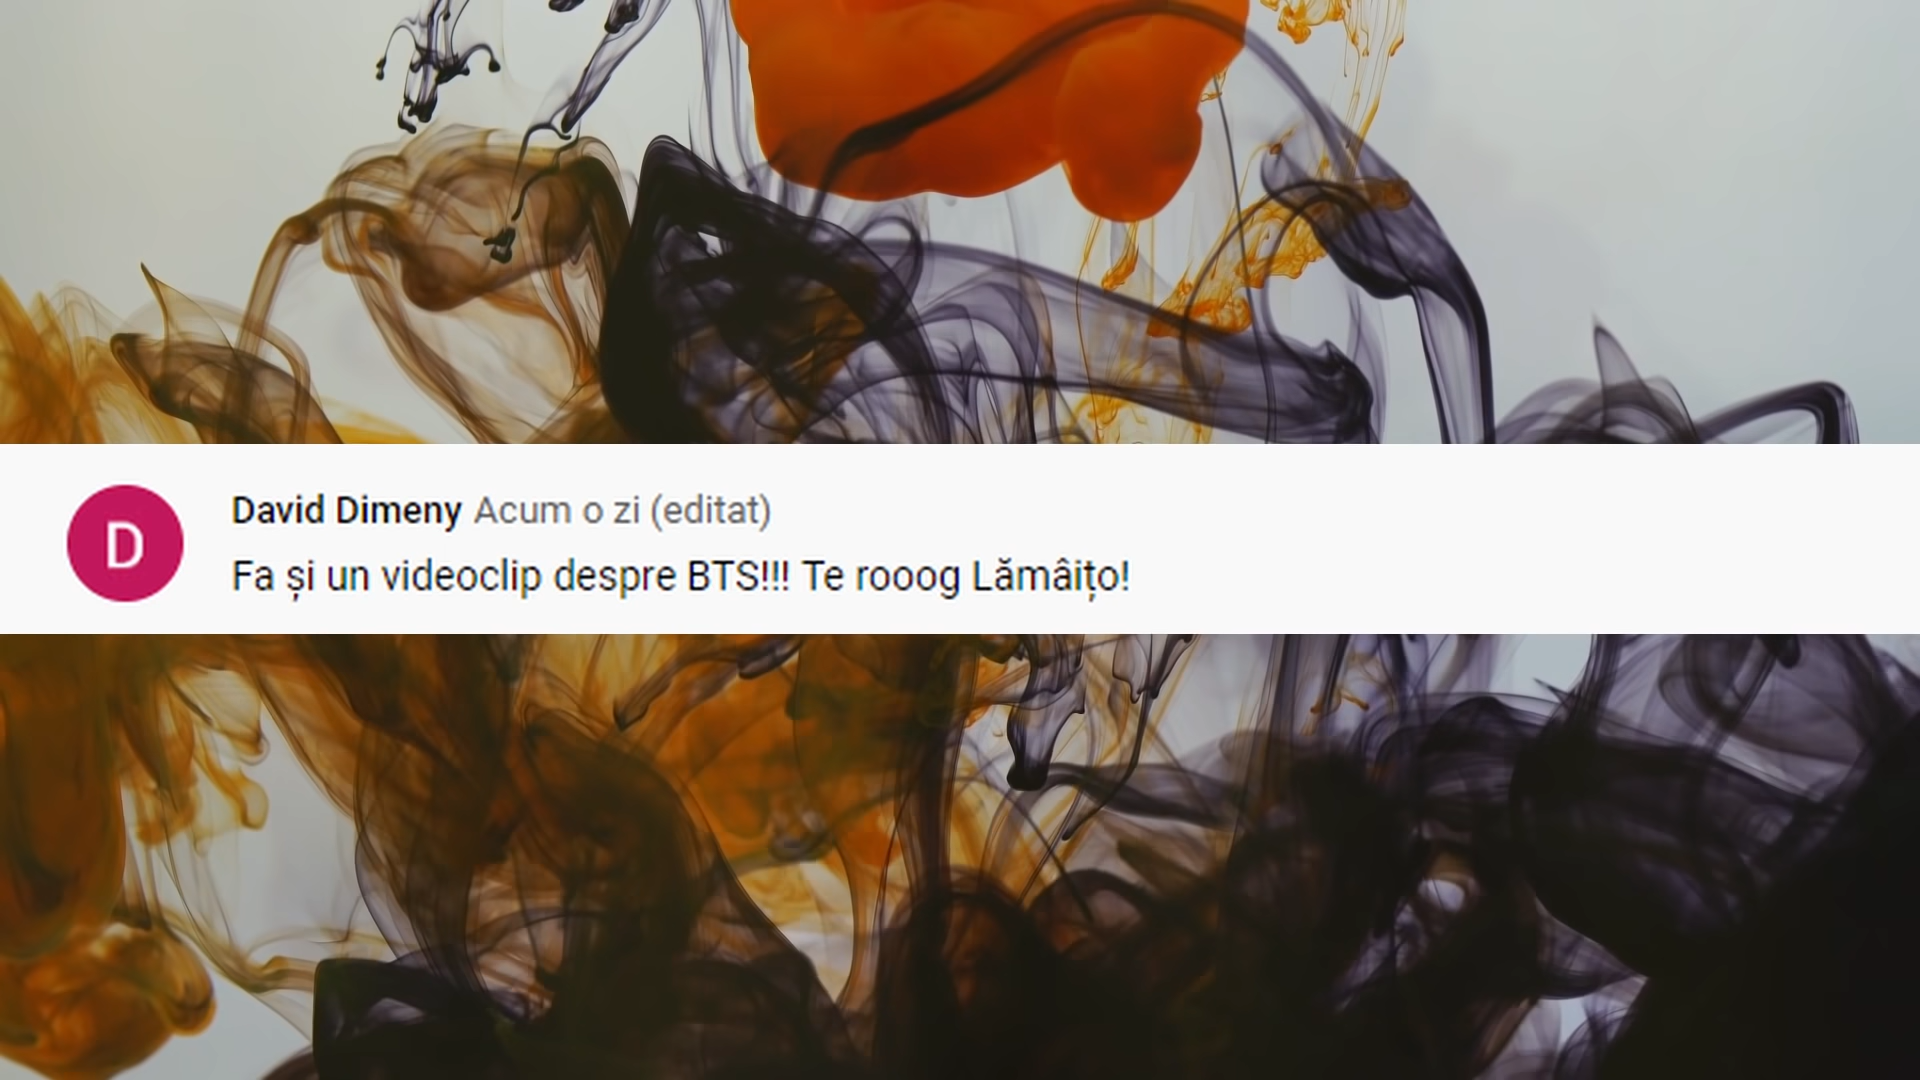 D
David Dimeny Acum o zi (editat)
Fa și un videoclip despre BTS!!! Te rooog Lămâițo!